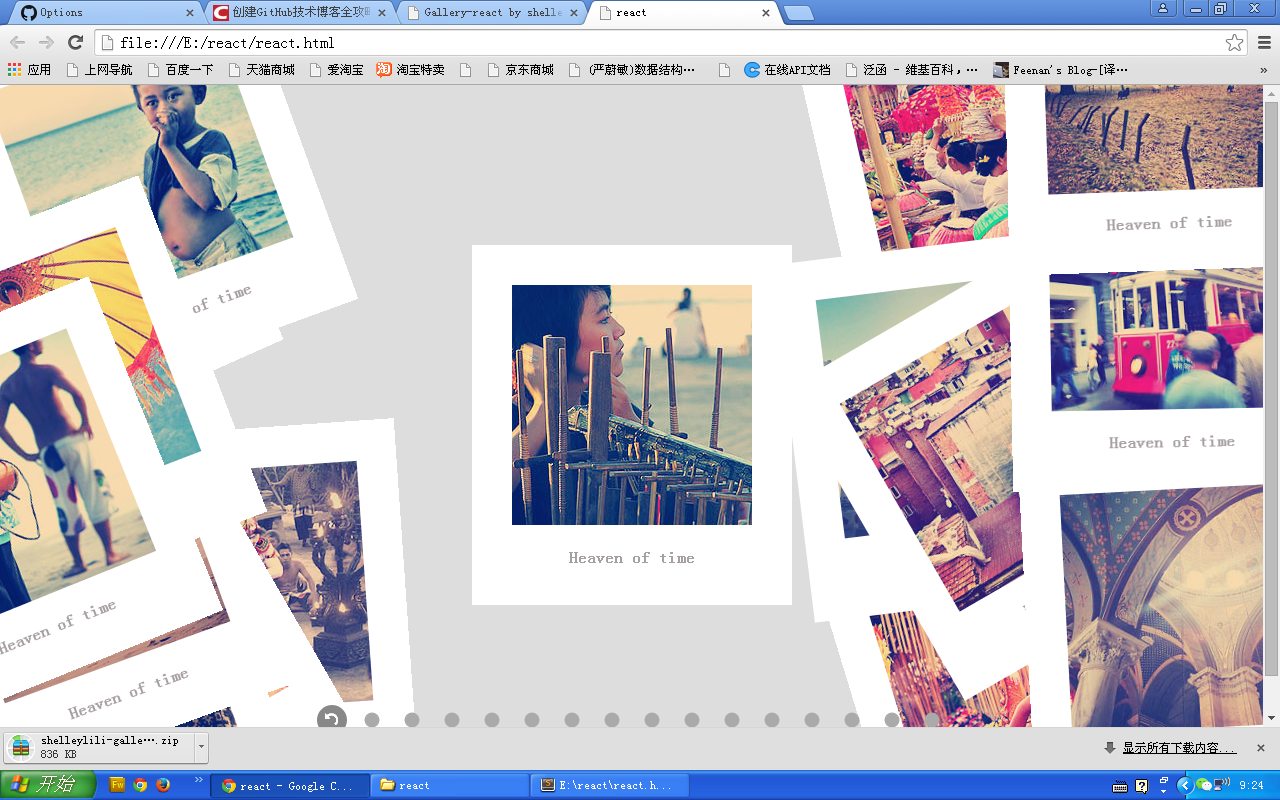 Options
创建GitHub技术博客全攻略
Gallery-react by shelle
react
file:///E:/react/react.html
应用
上网导航
百度一下
天猫商城
爱淘宝
淘宝特卖
京东商城
(严蔚敏)数据结构…
在线API文档
泛函 - 维基百科，…
Feenan's Blog-[译…
»
Heaven of time
of time
Heaven of time
Heaven of time
Heaven of time
Heaven of time
shelleylili-galle….zip
836 KB
显示所有下载内容...
开始
Fw
»
react - Google C...
react
E:\react\react.h...
9:24